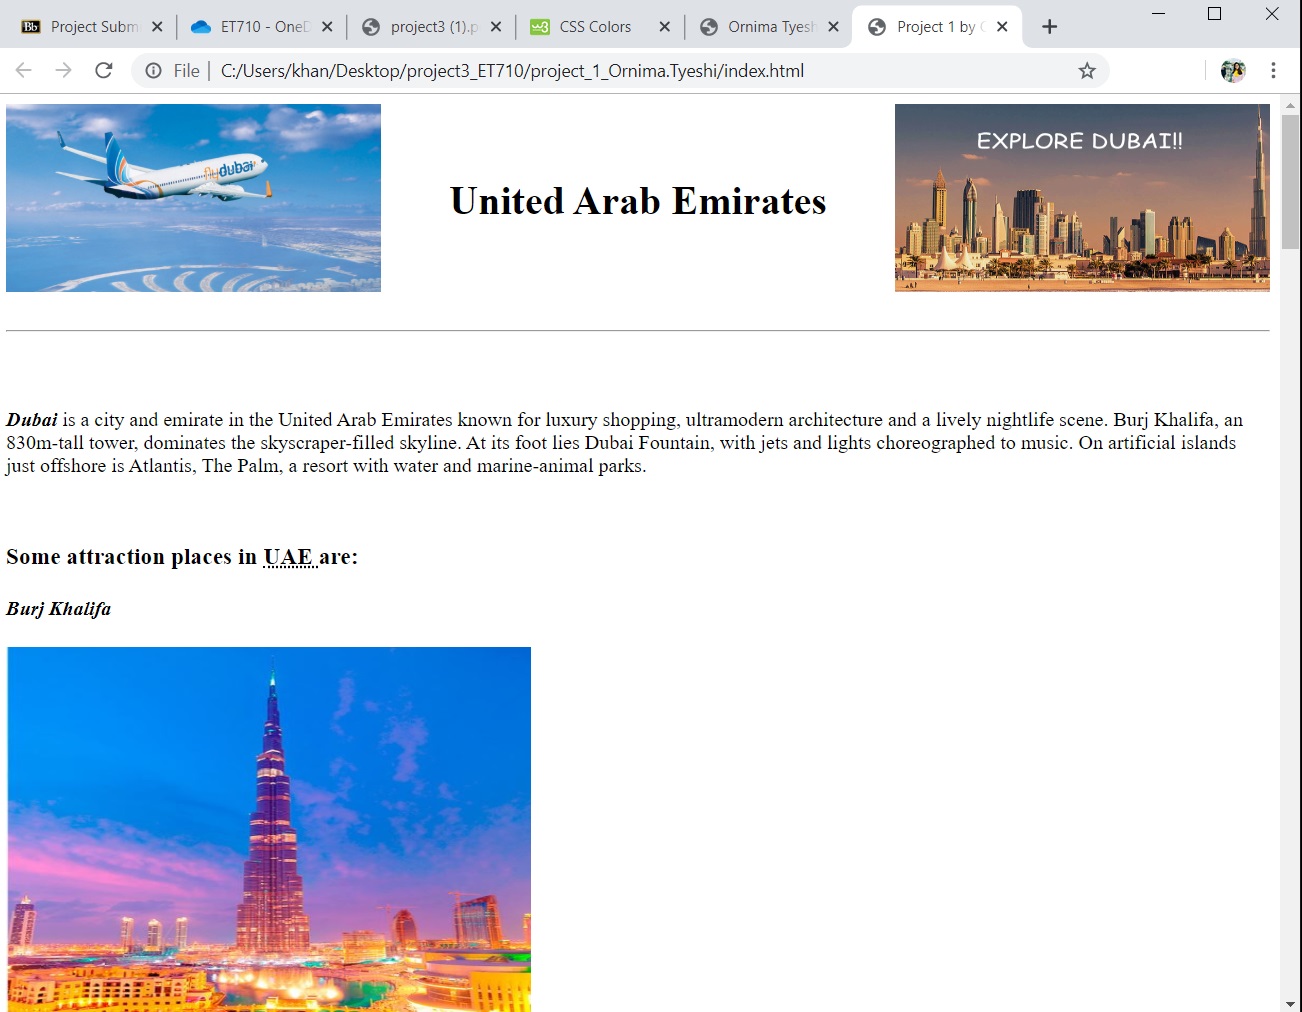 Project Subm
ET710 - OneD
project3 (1).p
CSS Colors
Ornima Tyesh
Project 1 by
File
C:/Users/khan/Desktop/project3_ET710/project_1_Ornima.Tyeshi/index.html
flydubai
United Arab Emirates
EXPLORE DUBAI!!
Dubai is a city and emirate in the United Arab Emirates known for luxury shopping, ultramodern architecture and a lively nightlife scene. Burj Khalifa, an
830m-tall tower, dominates the skyscraper-filled skyline. At its foot lies Dubai Fountain, with jets and lights choreographed to music. On artificial islands
just offshore is Atlantis, The Palm, a resort with water and marine-animal parks.
Some attraction places in UAE are:
Burj Khalifa